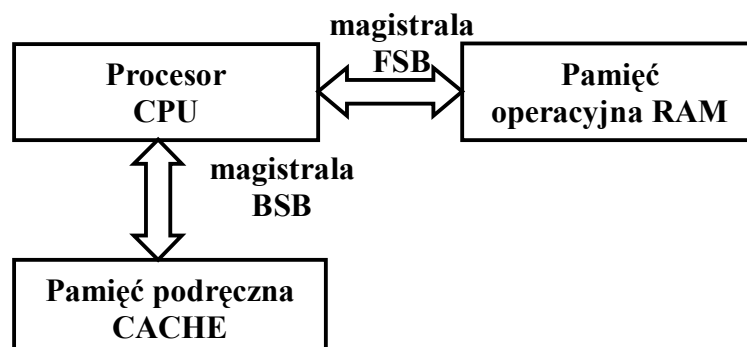 magistrala
FSB
Procesor
CPU
Pamięć
operacyjna RAM
magistrala
BSB
Pamięć podręczna
CACHE